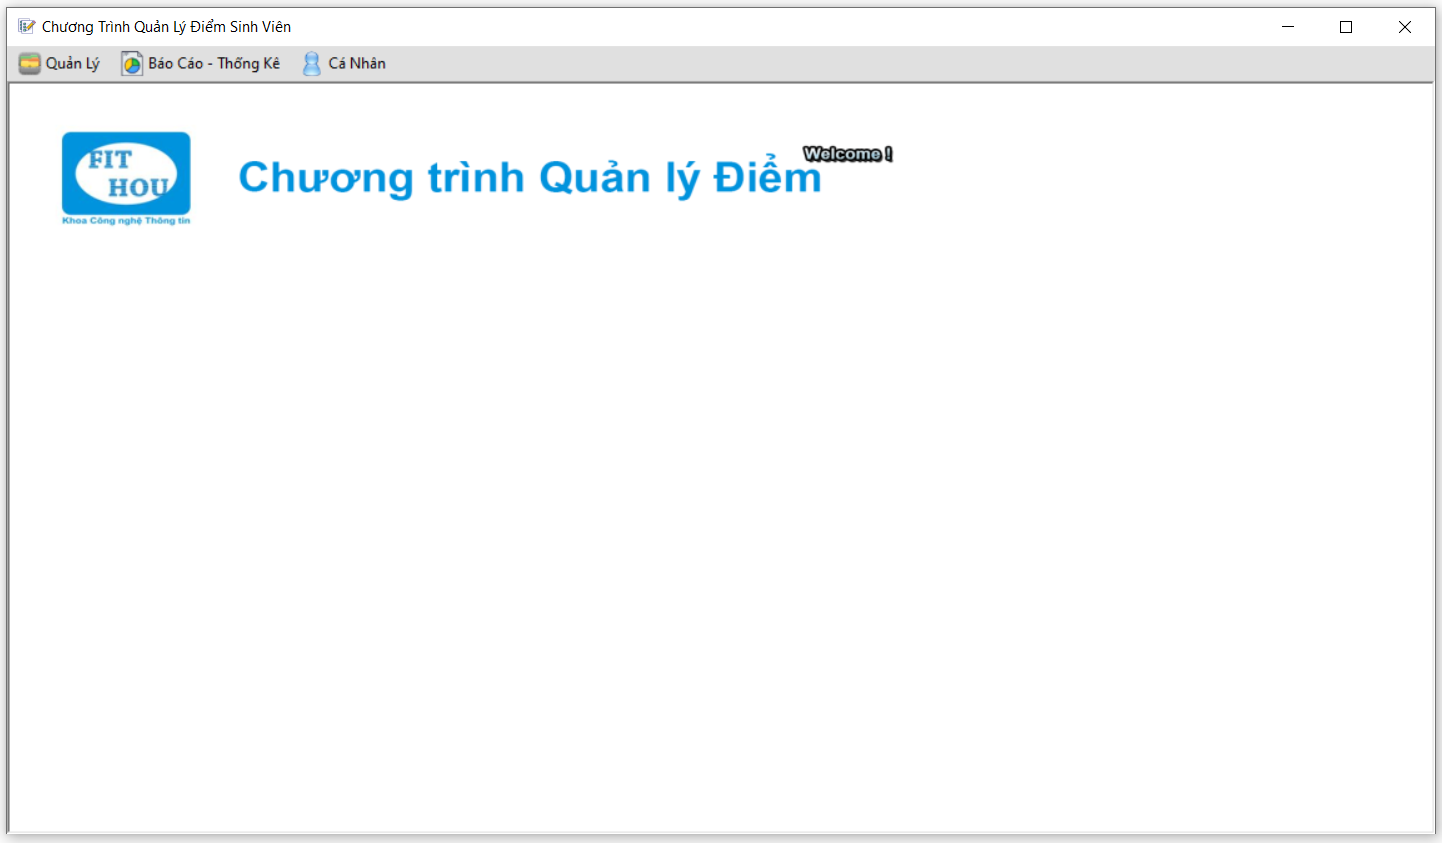 Chương Trình Quản Lý Điểm Sinh Viên
Quản Lý Báo Cáo - Thống Kê Cá Nhân
FIT
HOU
Khoa Công nghệ Thông tin
Chương trình Quản lý Điểm
Welcome !